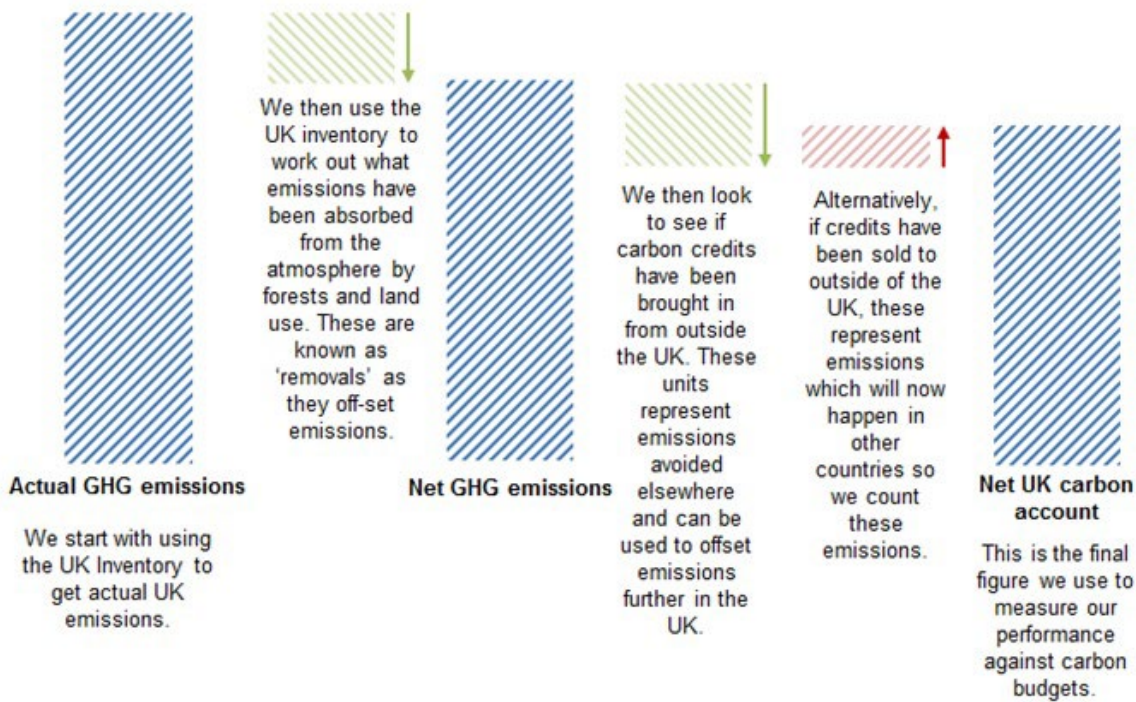 Actual GHG emissions
We start with using
the UK Inventory to
get actual UK
emissions.
We then use the
UK inventory to
work out what
emissions have
been absorbed
from the
atmosphere by
forests and land
use. These are
known as
'removals' as
they off-set
emissions.
Net GHG emissions
We then look
to see if
carbon credits
have been
brought in
from outside
the UK. These
units
represent
emissions
avoided
elsewhere
and can be
used to offset
emissions
further in the
UK.
Alternatively,
if credits have
been sold to
outside of the
UK, these
represent
emissions
which will now
happen in
other
countries so
we count
these
emissions.
Net UK carbon
account
This is the final
figure we use to
measure our
performance
against carbon
budgets.